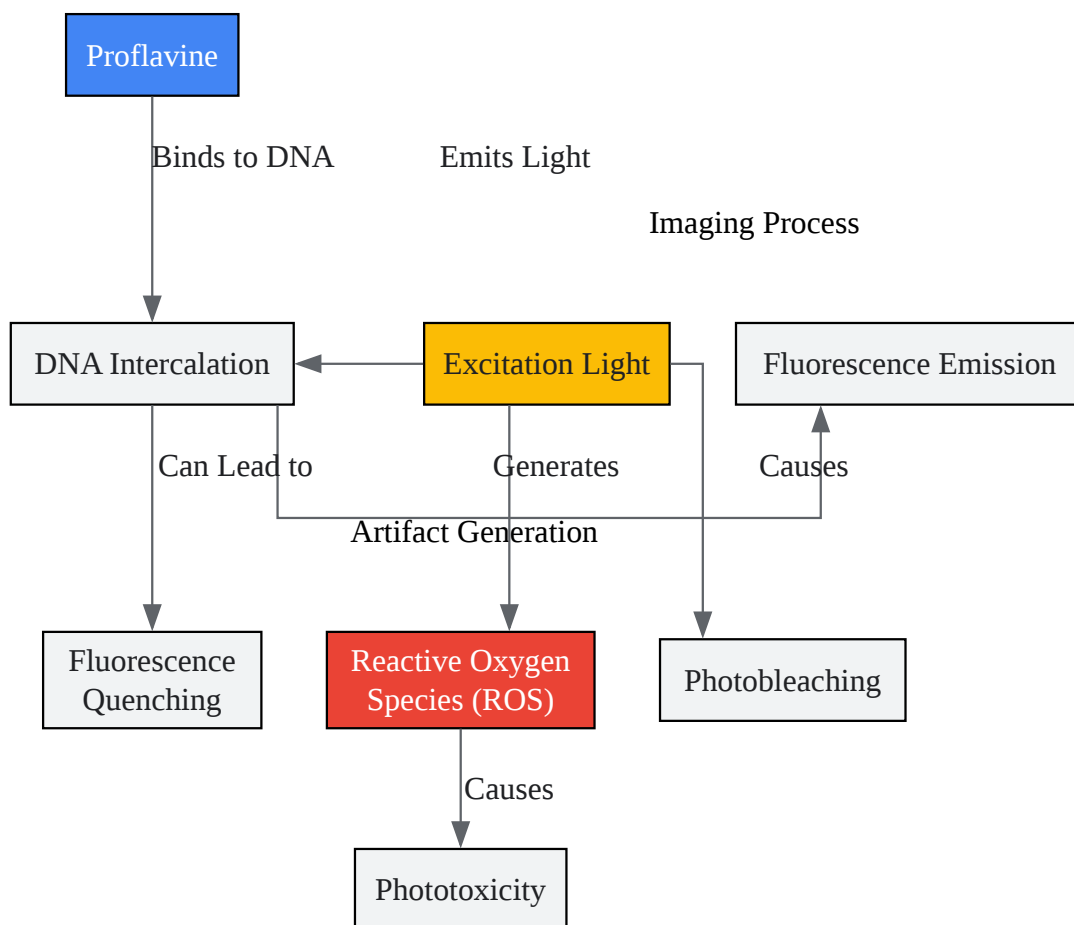 Proflavine
Binds to DNA
Emits Light
Imaging Process
DNA Intercalation
Excitation Light
Fluorescence Emission
Can Lead to
Generates
Causes
Artifact Generation
Fluorescence
Quenching
Reactive Oxygen
Species (ROS)
Photobleaching
Causes
Phototoxicity